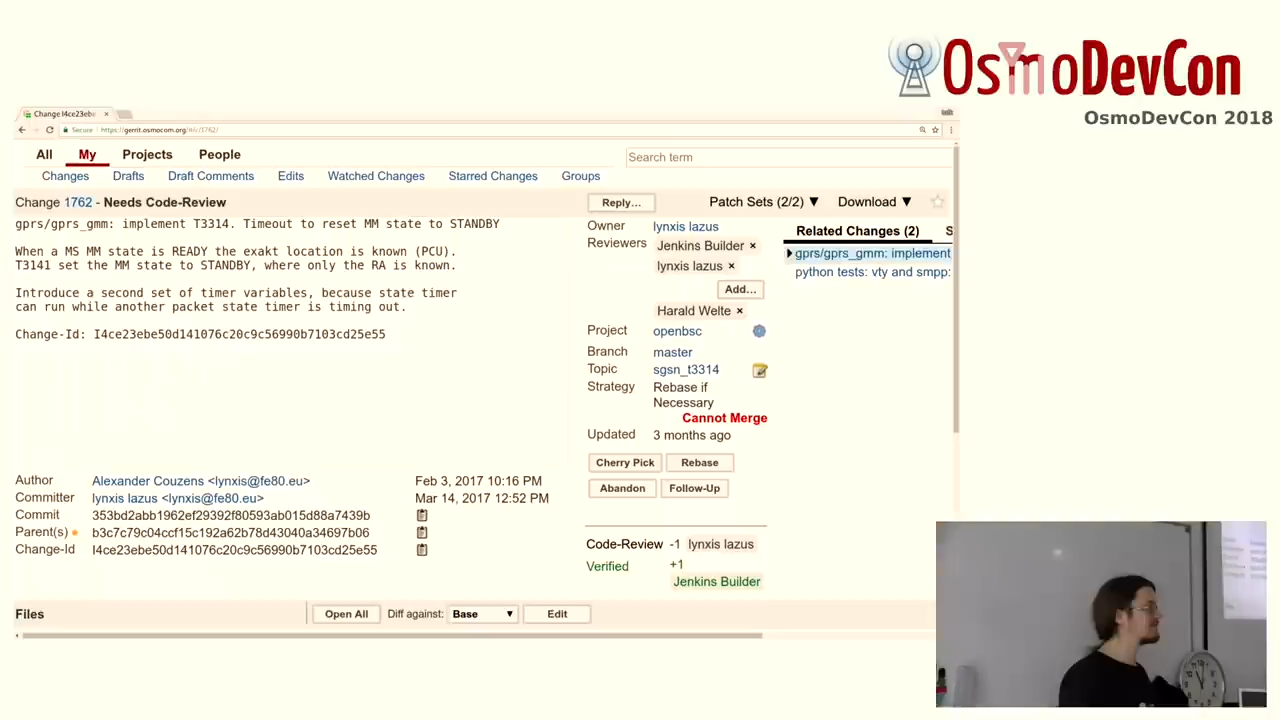 OsmoDevCon
OsmoDevCon 2018
Change I4ce23ebe
Secure https://gerrit.osmocom.org/#/c/1762/
All My Projects People
Search term
Changes Drafts Draft Comments Edits Watched Changes Starred Changes Groups
Change 1762 - Needs Code-Review
Reply…
Patch Sets (2/2) ▼ Download ▼
gprs/gprs_gmm: implement T3314. Timeout to reset MM state to STANDBY
When a MS MM state is READY the exakt location is known (PCU).
T3141 set the MM state to STANDBY, where only the RA is known.
Introduce a second set of timer variables, because state timer
can run while another packet state timer is timing out.
Change-Id: I4ce23ebe50d141076c20c9c56990b7103cd25e55
Owner lynxis lazus
Reviewers Jenkins Builder ×
lynxis lazus ×
Add…
Harald Welte ×
Project openbsc
Branch master
Topic sgsn_t3314
Strategy Rebase if
Necessary
Cannot Merge
Updated 3 months ago
Cherry Pick Rebase
Abandon Follow-Up
Related Changes (2) S
gprs/gprs_gmm: implement
python tests: vty and smpp:
Author Alexander Couzens <lynxis@fe80.eu> Feb 3, 2017 10:16 PM
Committer lynxis lazus <lynxis@fe80.eu> Mar 14, 2017 12:52 PM
Commit 353bd2abb1962ef29392f80593ab015d88a7439b
Parent(s) b3c7c79c04ccf15c192a62b78d43040a34697b06
Change-Id I4ce23ebe50d141076c20c9c56990b7103cd25e55
Code-Review -1 lynxis lazus
Verified +1
Jenkins Builder
Files
Open All Diff against: Base ▼ Edit